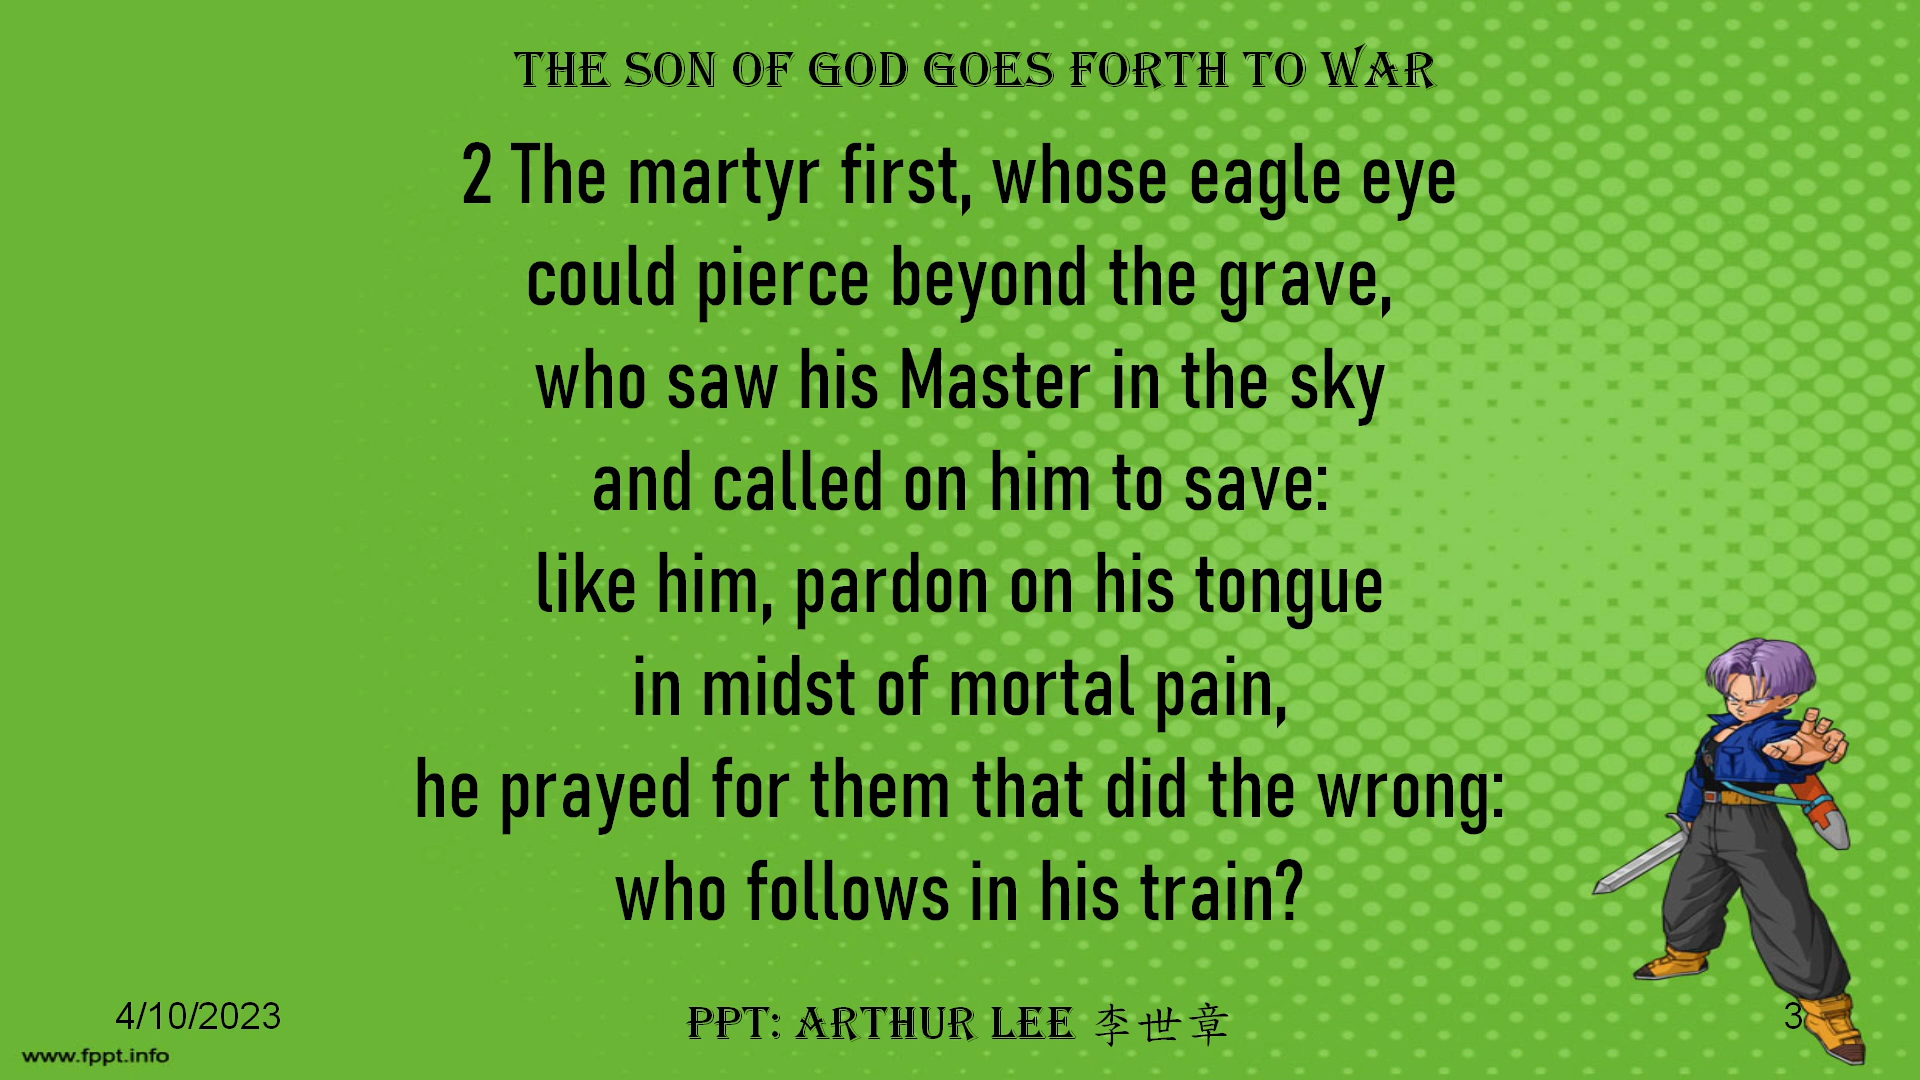 THE SON OF GOD GOES FORTH TO WAR
2 The martyr first, whose eagle eye
could pierce beyond the grave,
who saw his Master in the sky
and called on him to save:
like him, pardon on his tongue
in midst of mortal pain,
he prayed for them that did the wrong:
who follows in his train?
4/10/2023
PPT: ARTHUR LEE 李世章
3
www.fppt.info